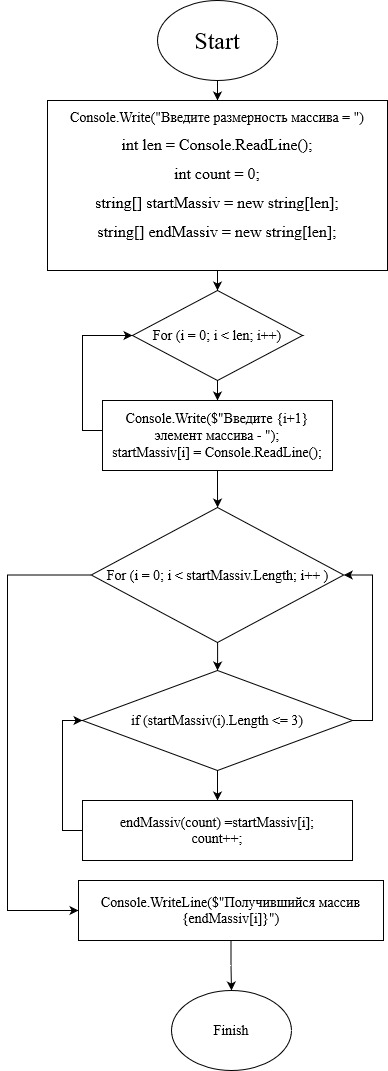 Start
Console.Write("Введите размерность массива = ")
int len = Console.ReadLine();
int count = 0;
string[] startMassiv = new string[len];
string[] endMassiv = new string[len];
For (i = 0; i < len; i++)
Console.Write($"Введите {i+1}
элемент массива - ");
startMassiv[i] = Console.ReadLine();
For (i = 0; i < startMassiv.Length; i++ )
if (startMassiv(i).Length <= 3)
endMassiv(count) =startMassiv[i];
count++;
Console.WriteLine($"Получившийся массив
{endMassiv[i]}")
Finish